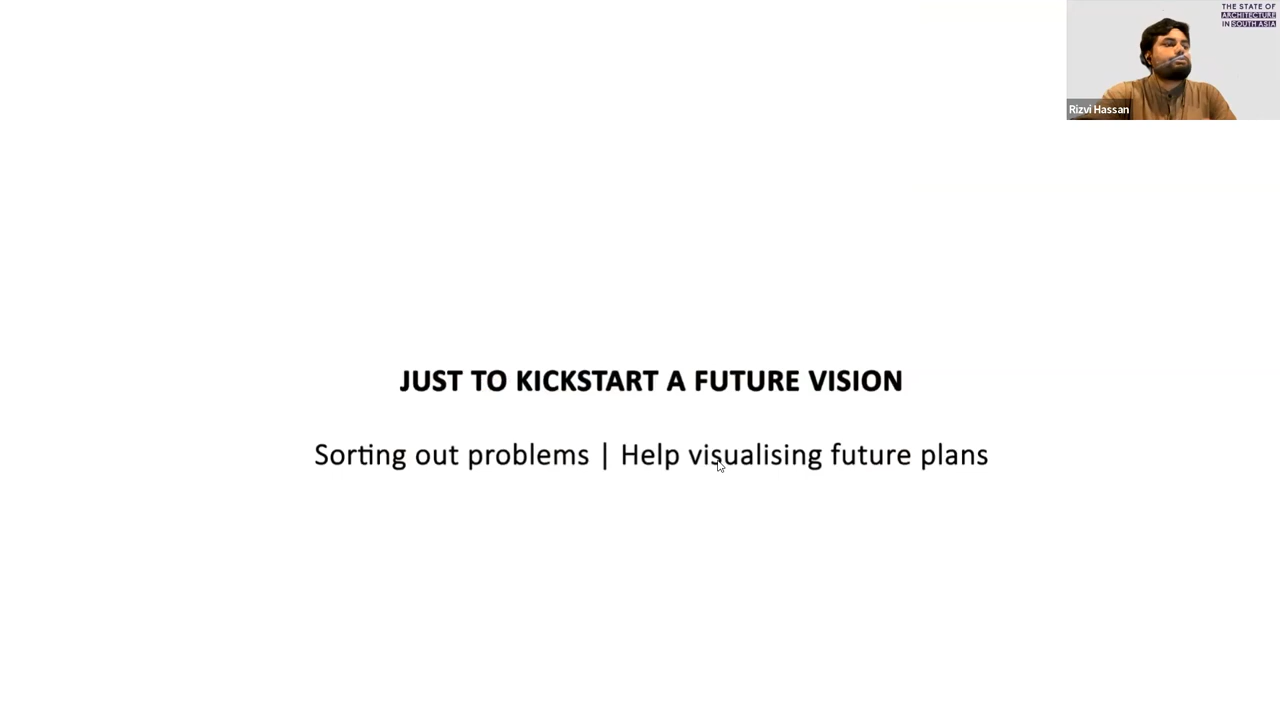 THE STATE OF
ARCHITECTURE
IN SOUTH ASIA
Rizvi Hassan
JUST TO KICKSTART A FUTURE VISION
Sorting out problems | Help visualising future plans